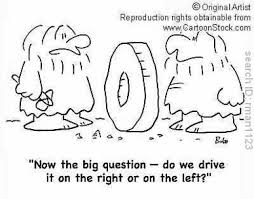 © Original Artist
Reproduction rights obtainable from
www.CartoonStock.com
search ID: rman1123
"Now the big question — do we drive
it on the right or on the left?"